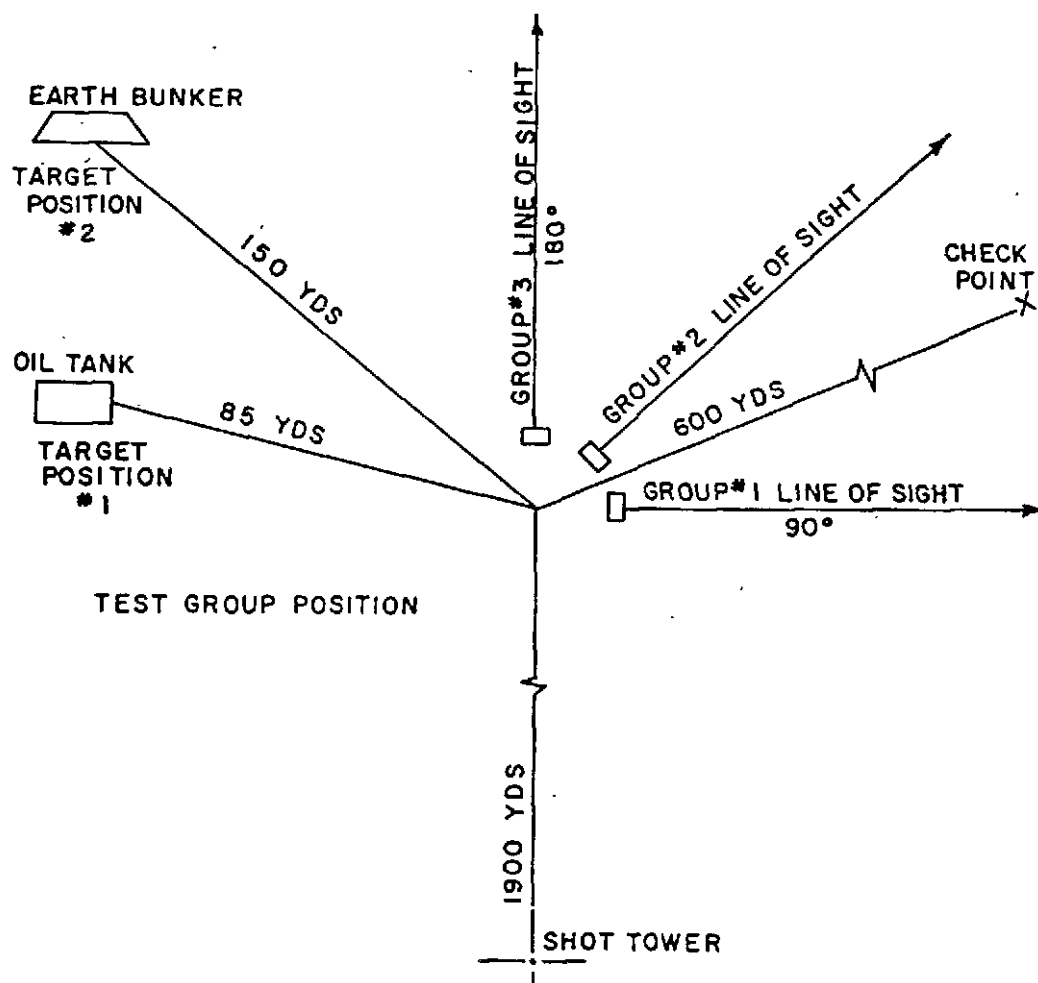 EARTH BUNKER
TARGET
POSITION
#2
150 YDS
GROUP #3 LINE OF SIGHT
180°
GROUP #2 LINE OF SIGHT
CHECK
POINT
X
600 YDS
OIL TANK
85 YDS
TARGET
POSITION
#1
GROUP #1 LINE OF SIGHT
90°
TEST GROUP POSITION
1900 YDS
SHOT TOWER